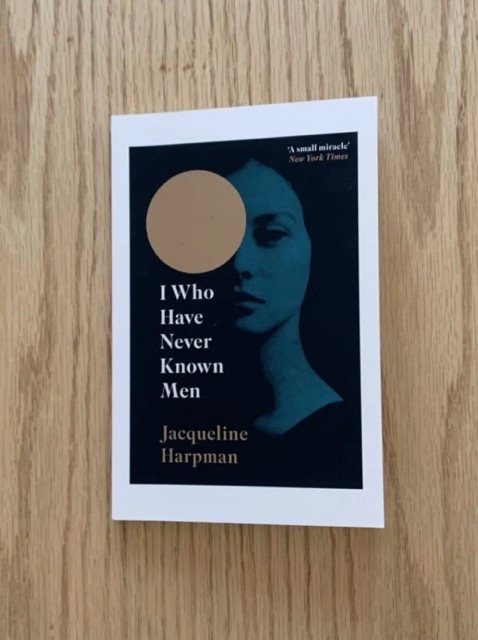 ‘A small miracle’
New York Times
I Who
Have
Never
Known
Men
Jacqueline
Harpman